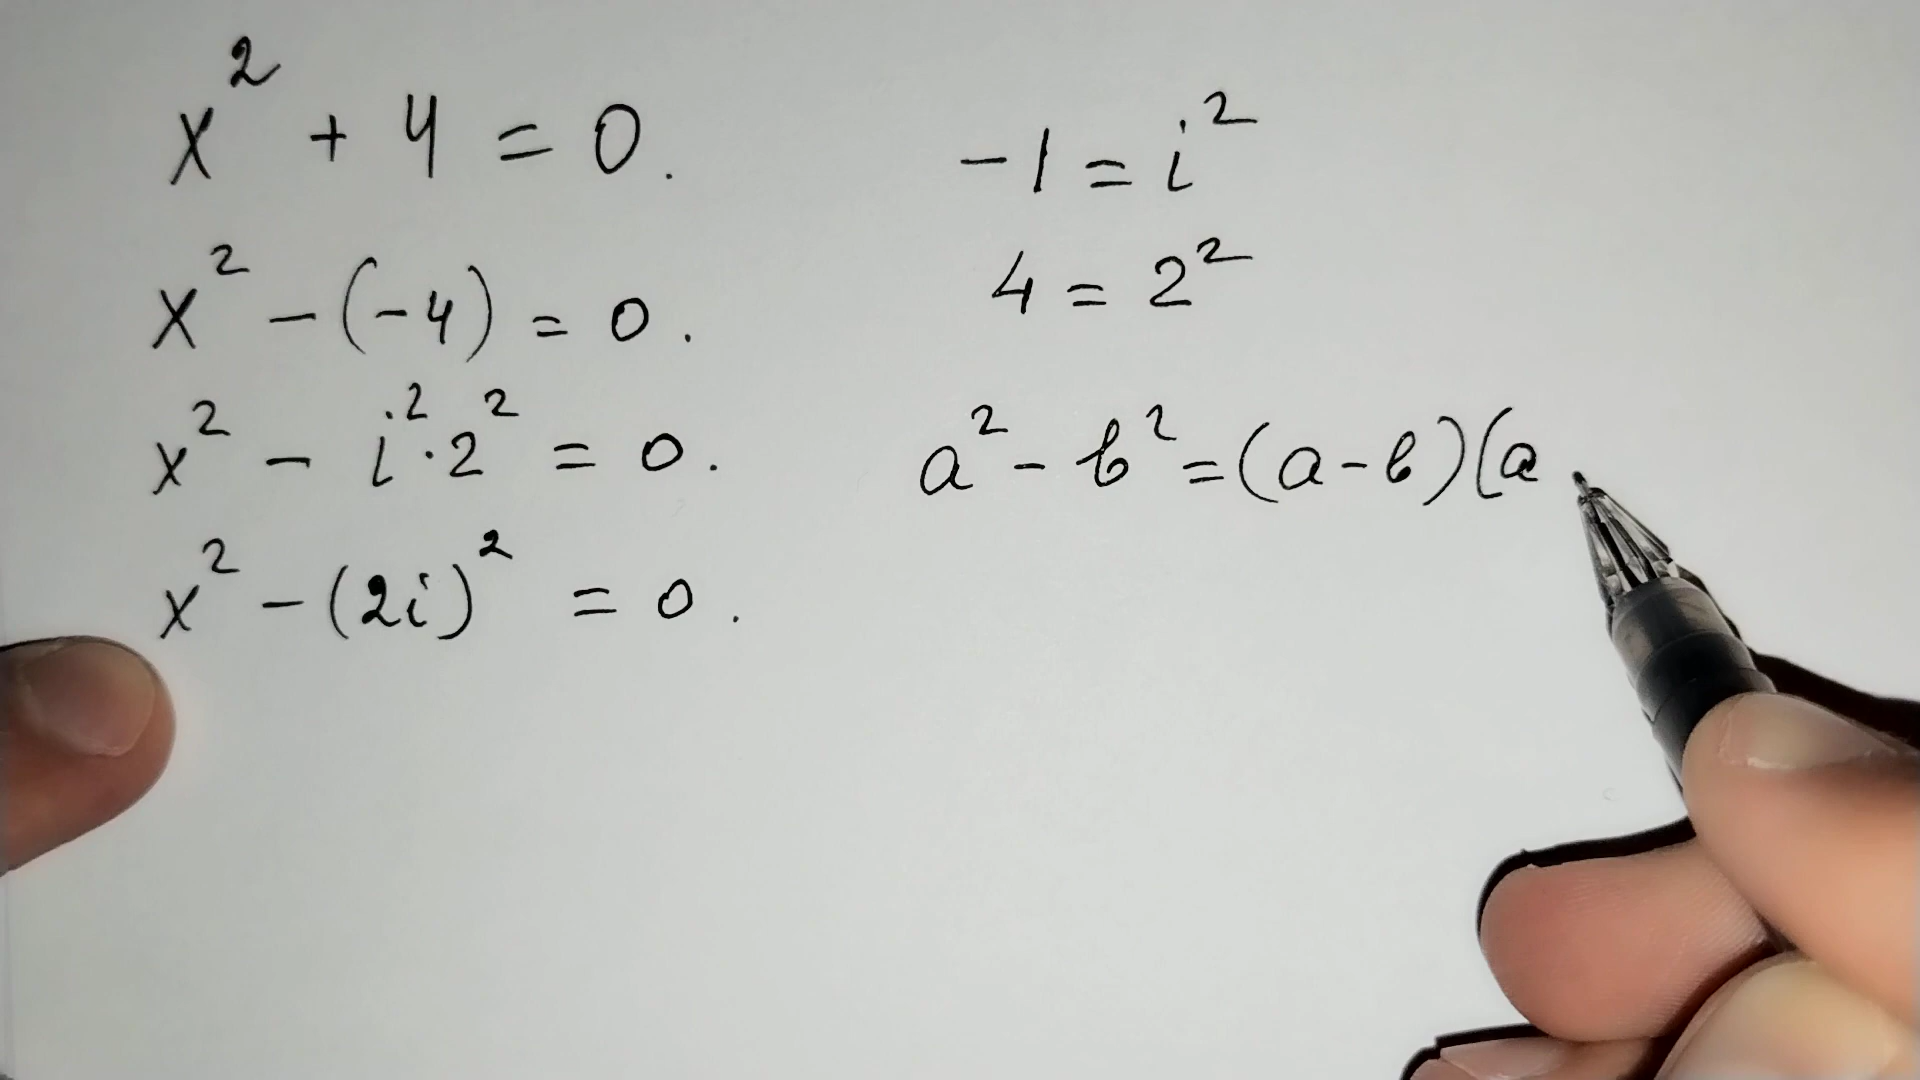 x² + 4 = 0.
x² - (-4) = 0.
x² - i²·2² = 0.
x² - (2i)² = 0.
-1 = i²
4 = 2²
a² - b² = (a - b)(a